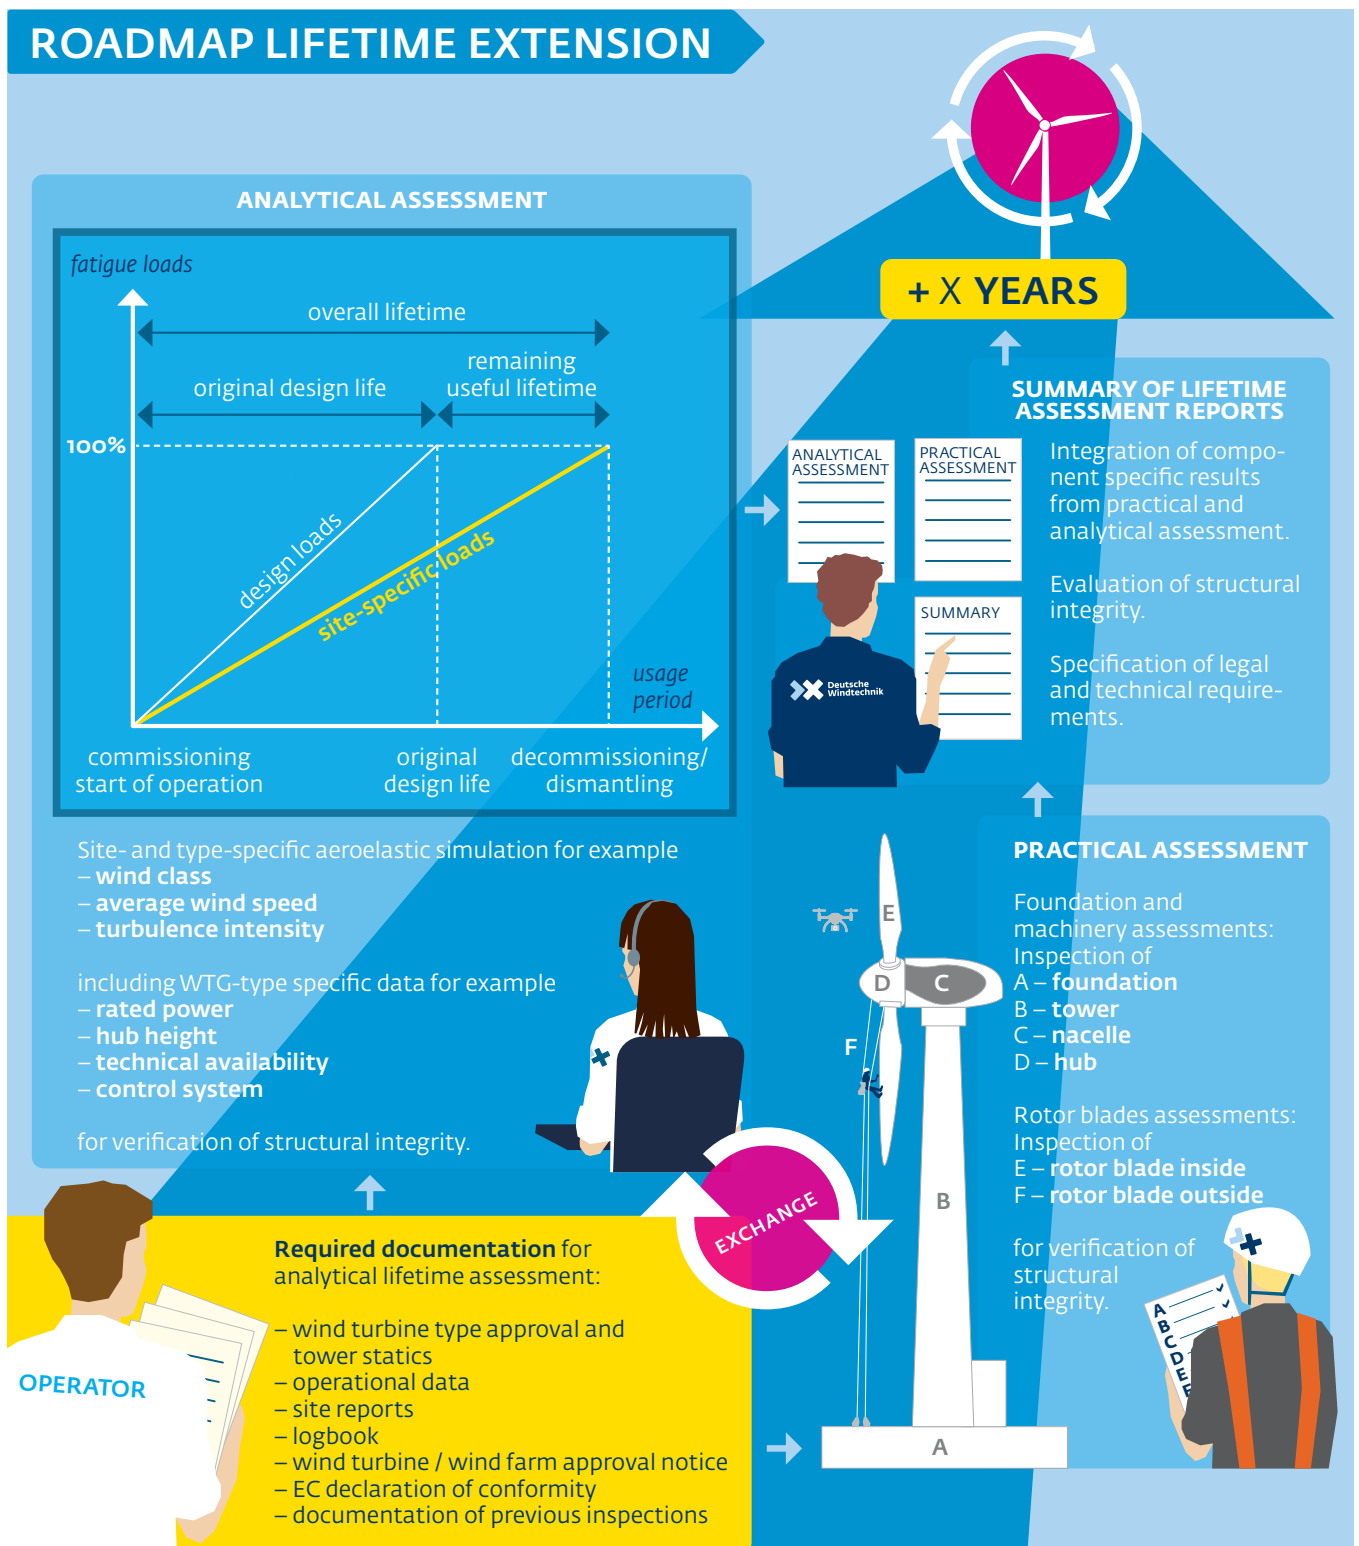 ROADMAP LIFETIME EXTENSION
+ X YEARS
ANALYTICAL ASSESSMENT
fatigue loads
overall lifetime
remaining
useful lifetime
original design life
100%
design loads
site-specific loads
usage
period
commissioning
start of operation
original
design life
decommissioning/
dismantling
Site- and type-specific aeroelastic simulation for example
– wind class
– average wind speed
– turbulence intensity
including WTG-type specific data for example
– rated power
– hub height
– technical availability
– control system
for verification of structural integrity.
SUMMARY OF LIFETIME
ASSESSMENT REPORTS
Integration of compo-
nent specific results
from practical and
analytical assessment.
Evaluation of structural
integrity.
Specification of legal
and technical require-
ments.
ANALYTICAL
ASSESSMENT
PRACTICAL
ASSESSMENT
SUMMARY
Deutsche
Windtechnik
PRACTICAL ASSESSMENT
Foundation and
machinery assessments:
Inspection of
A – foundation
B – tower
C – nacelle
D – hub
Rotor blades assessments:
Inspection of
E – rotor blade inside
F – rotor blade outside
for verification of
structural
integrity.
E
D
C
F
B
A
A
B
C
D
E
EXCHANGE
OPERATOR
Required documentation for
analytical lifetime assessment:
– wind turbine type approval and
tower statics
– operational data
– site reports
– logbook
– wind turbine / wind farm approval notice
– EC declaration of conformity
– documentation of previous inspections